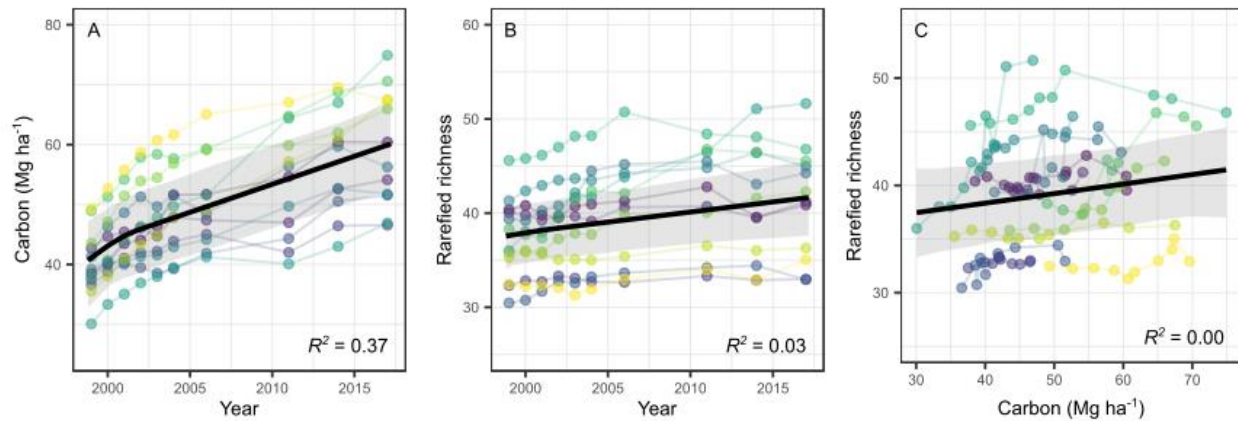 A
Carbon (Mg ha⁻¹)
80
60
40
R² = 0.37
2000 2005 2010 2015
Year
B
Rarefied richness
60
50
40
30
R² = 0.03
2000 2005 2010 2015
Year
C
Rarefied richness
50
40
30
R² = 0.00
30 40 50 60 70
Carbon (Mg ha⁻¹)